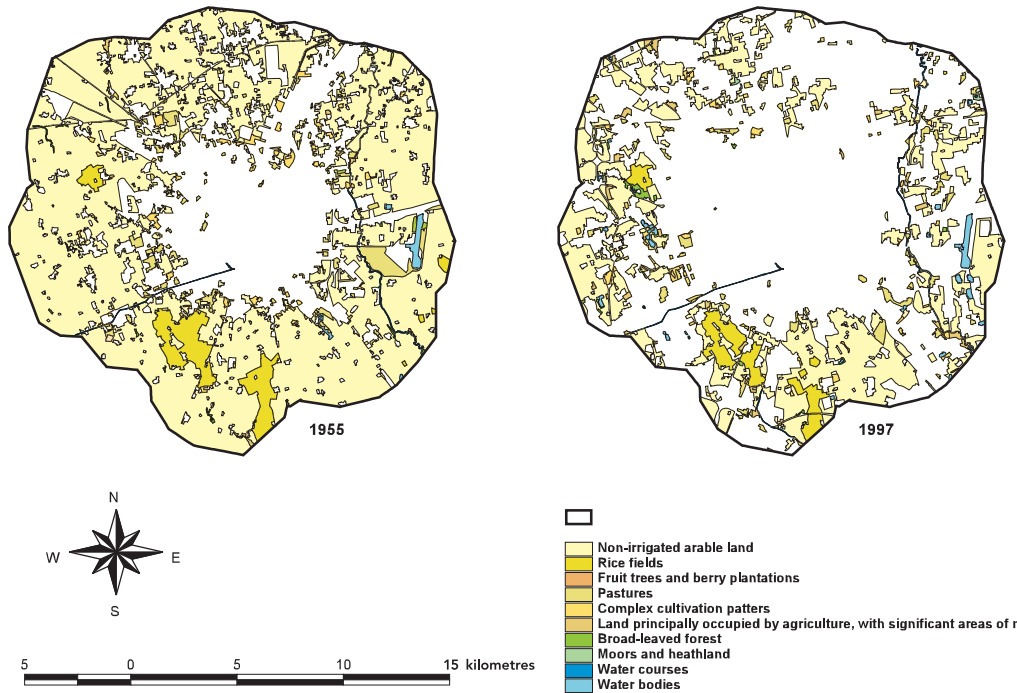 1955
1997
N
W
E
S
5 0 5 10 15 kilometres
Non-irrigated arable land
Rice fields
Fruit trees and berry plantations
Pastures
Complex cultivation patters
Land principally occupied by agriculture, with significant areas of
Broad-leaved forest
Moors and heathland
Water courses
Water bodies